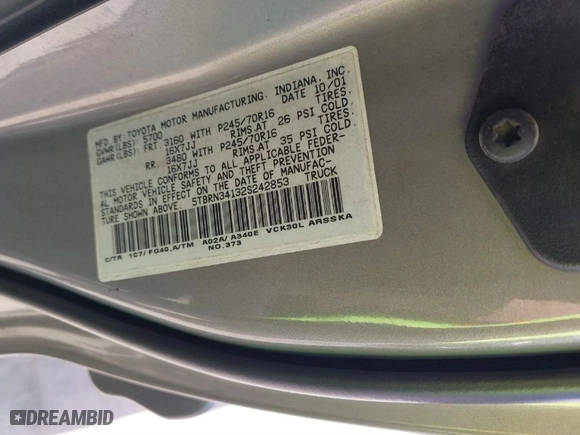 MFD. BY: TOYOTA MOTOR MANUFACTURING, INDIANA, INC.
GVWR(LBS): 5700 DATE 10/01
GAWR(LBS): FRT. 3160 WITH P245/70R16 TIRES.
16X7JJ RIMS.AT 26 PSI COLD.
RR. 3480 WITH P245/70R16 TIRES.
16X7JJ RIMS.AT 35 PSI COLD.
THIS VEHICLE CONFORMS TO ALL APPLICABLE FEDER-
AL MOTOR VEHICLE SAFETY AND THEFT PREVENTION
STANDARDS IN EFFECT ON THE DATE OF MANUFAC-
TURE SHOWN ABOVE.
5TBRN34132S242853 TRUCK
C/TR 1C7/ FG40.A/TM A02A/ A340E VCK30L ARSSKA
NO.373
DREAMBID